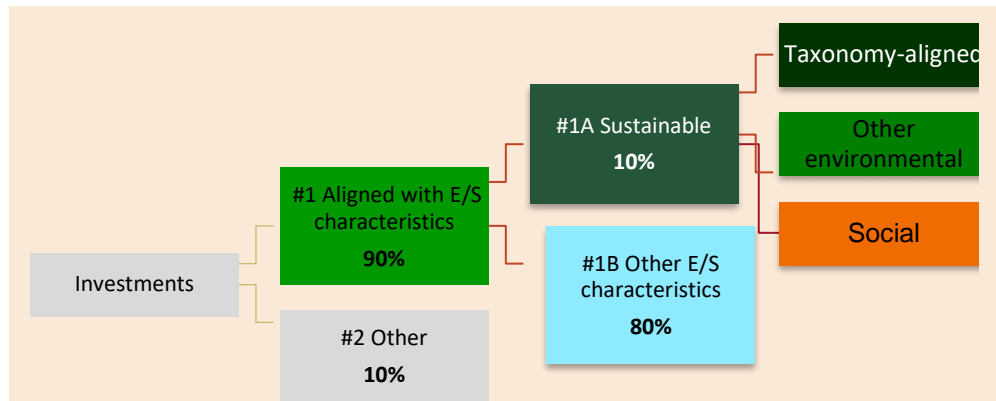 Investments
#1 Aligned with E/S
characteristics
90%
#2 Other
10%
#1A Sustainable
10%
#1B Other E/S
characteristics
80%
Taxonomy-aligned
Other
environmental
Social